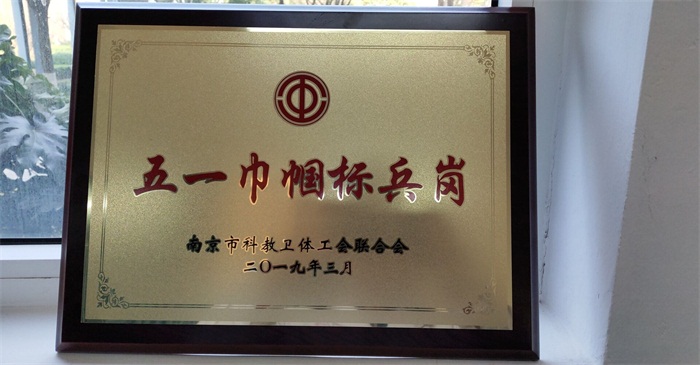 五一巾帼标兵岗
南京市科教卫体工会联合会
二〇一九年三月